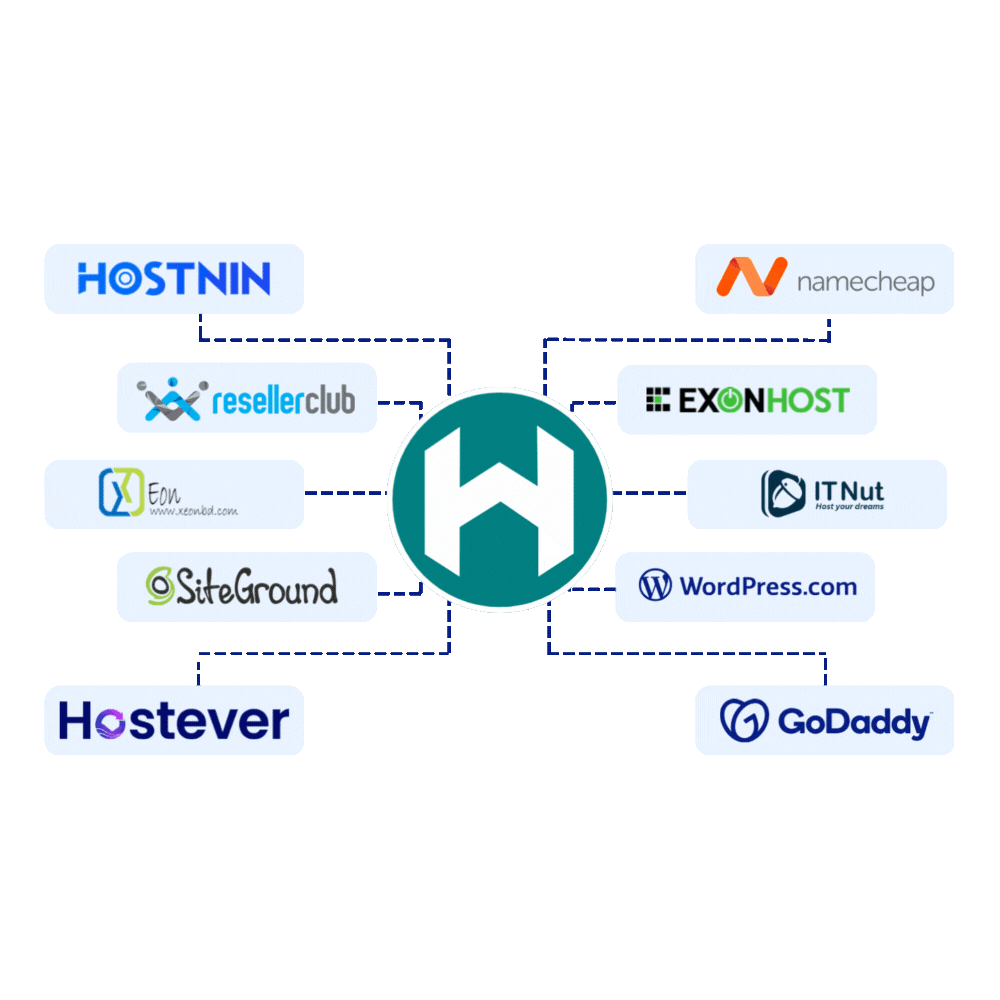 HOSTNIN
namecheap
resellerclub
EXONHOST
Eon
www.xeonbd.com
ITNut
Host your dreams
SiteGround
WordPress.com
Hostever
GoDaddy